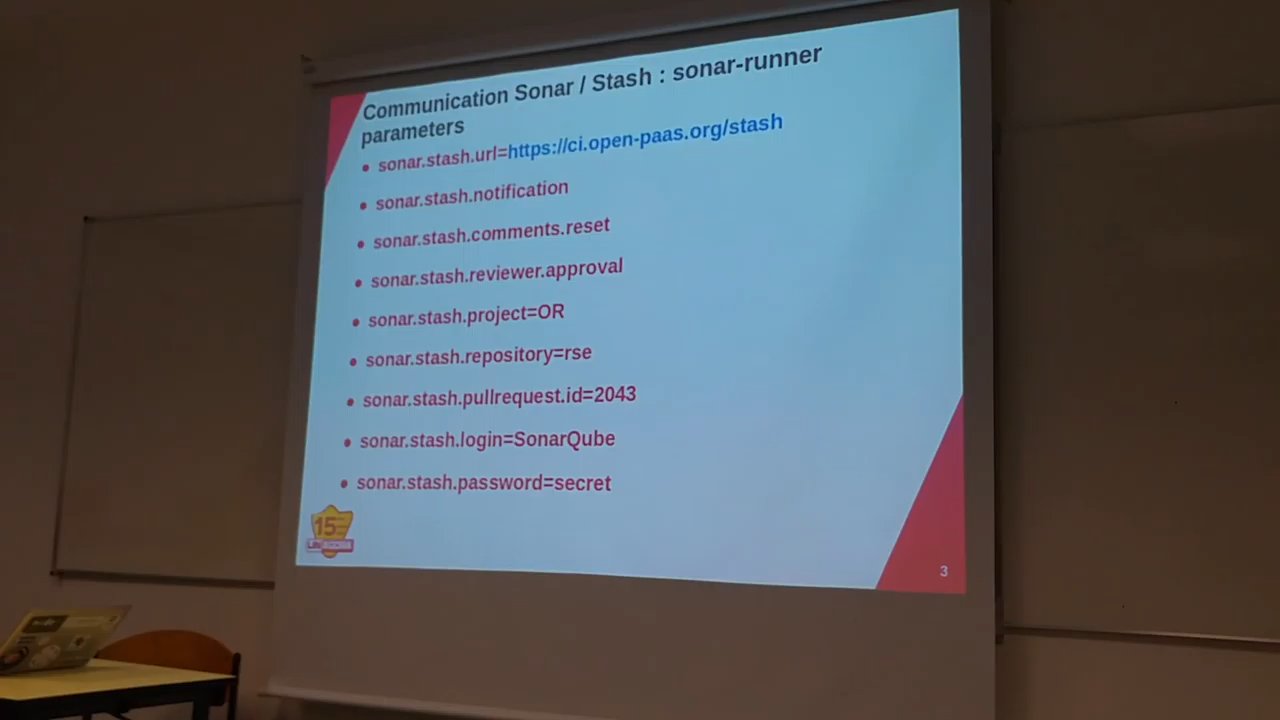 Communication Sonar / Stash : sonar-runner
parameters
sonar.stash.url=https://ci.open-paas.org/stash
sonar.stash.notification
sonar.stash.comments.reset
sonar.stash.reviewer.approval
sonar.stash.project=OR
sonar.stash.repository=rse
sonar.stash.pullrequest.id=2043
sonar.stash.login=SonarQube
sonar.stash.password=secret
15
3